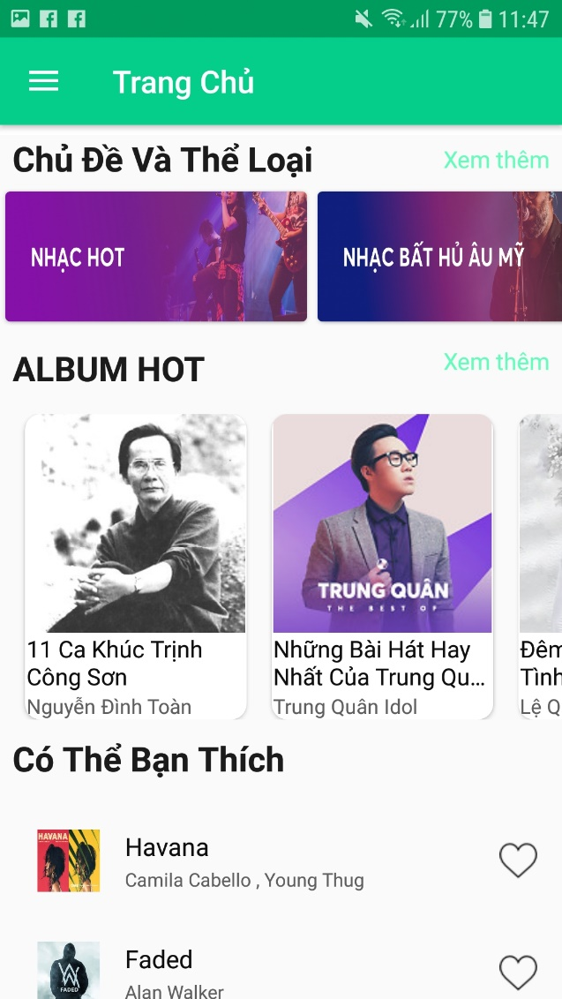 77% 11:47
Trang Chủ
Chủ Đề Và Thể Loại
Xem thêm
NHẠC HOT
NHẠC BẤT HỦ ÂU MỸ
ALBUM HOT
Xem thêm
TRUNG QUÂN
THE BEST OF
11 Ca Khúc Trịnh
Công Sơn
Nguyễn Đình Toàn
Những Bài Hát Hay
Nhất Của Trung Qu...
Trung Quân Idol
Đêm
Tình
Lệ Q
Có Thể Bạn Thích
HAVANA
Havana
Camila Cabello , Young Thug
FADED
Faded
Alan Walker